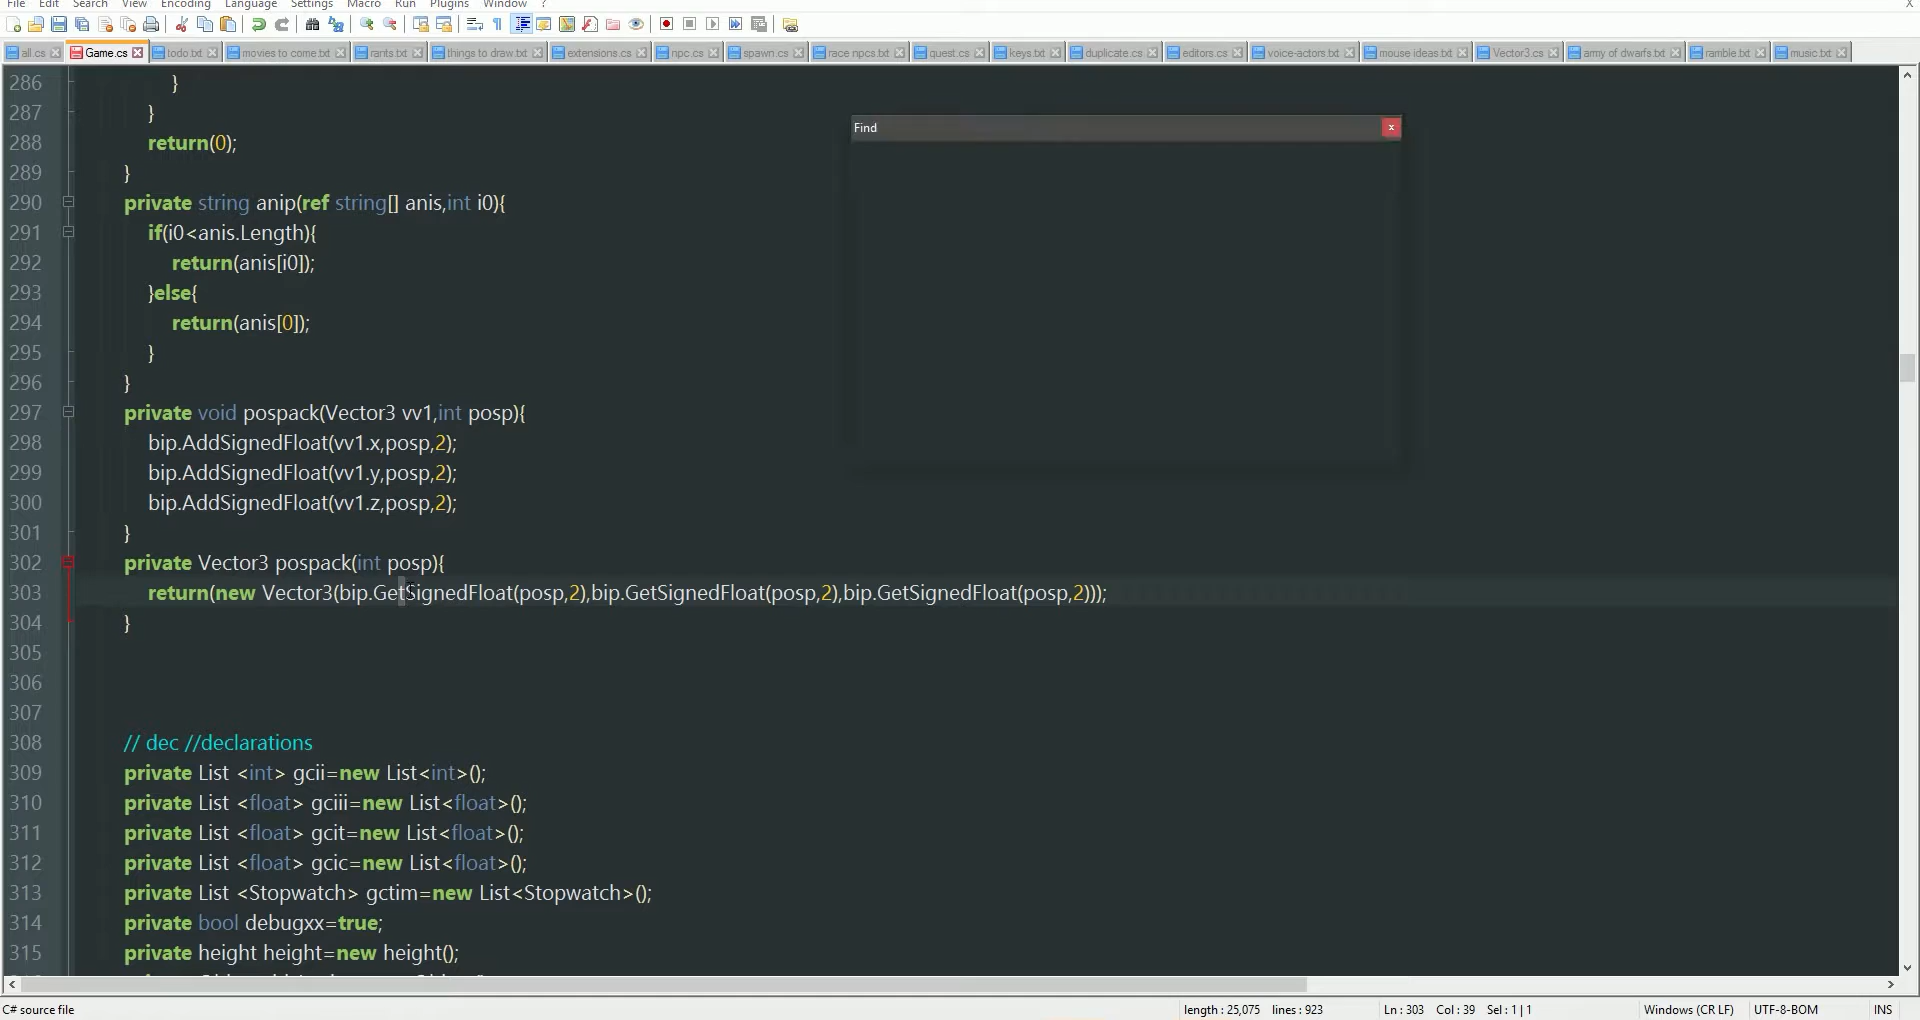 File Edit Search View Encoding Language Settings Macro Run Plugins Window ? X
all.cs Game.cs todo.txt movies to come.txt rants.txt things to draw.txt extensions.cs npc.cs spawn.cs race npcs.txt quest.cs keys.txt duplicate.cs editors.cs voice-actors.txt mouse ideas.txt Vector3.cs army of dwarfs.txt ramble.txt music.txt
Find
286 }
287 }
288 return(0);
289 }
290 private string anip(ref string[] anis,int i0){
291 if(i0<anis.Length){
292 return(anis[i0]);
293 }else{
294 return(anis[0]);
295 }
296 }
297 private void pospack(Vector3 vv1,int posp){
298 bip.AddSignedFloat(vv1.x,posp,2);
299 bip.AddSignedFloat(vv1.y,posp,2);
300 bip.AddSignedFloat(vv1.z,posp,2);
301 }
302 private Vector3 pospack(int posp){
303 return(new Vector3(bip.GetSignedFloat(posp,2),bip.GetSignedFloat(posp,2),bip.GetSignedFloat(posp,2)));
304 }
305
306
307
308 // dec //declarations
309 private List <int> gcii=new List<int>();
310 private List <float> gciii=new List<float>();
311 private List <float> gcit=new List<float>();
312 private List <float> gcic=new List<float>();
313 private List <Stopwatch> gctim=new List<Stopwatch>();
314 private bool debugxx=true;
315 private height height=new height();
C# source file length : 25,075 lines : 923 Ln : 303 Col : 39 Sel : 1 | 1 Windows (CR LF) UTF-8-BOM INS